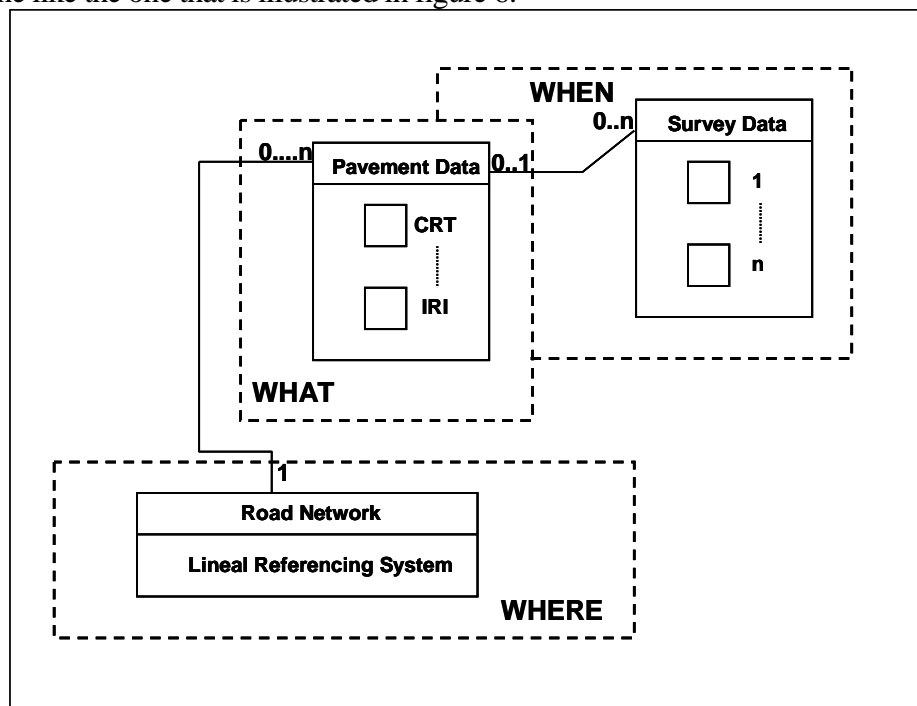 ne like the one that is illustrated in figure 6.
WHEN
0..n
Survey Data
1
n
0....n
Pavement Data
0..1
CRT
IRI
WHAT
1
Road Network
Lineal Referencing System
WHERE